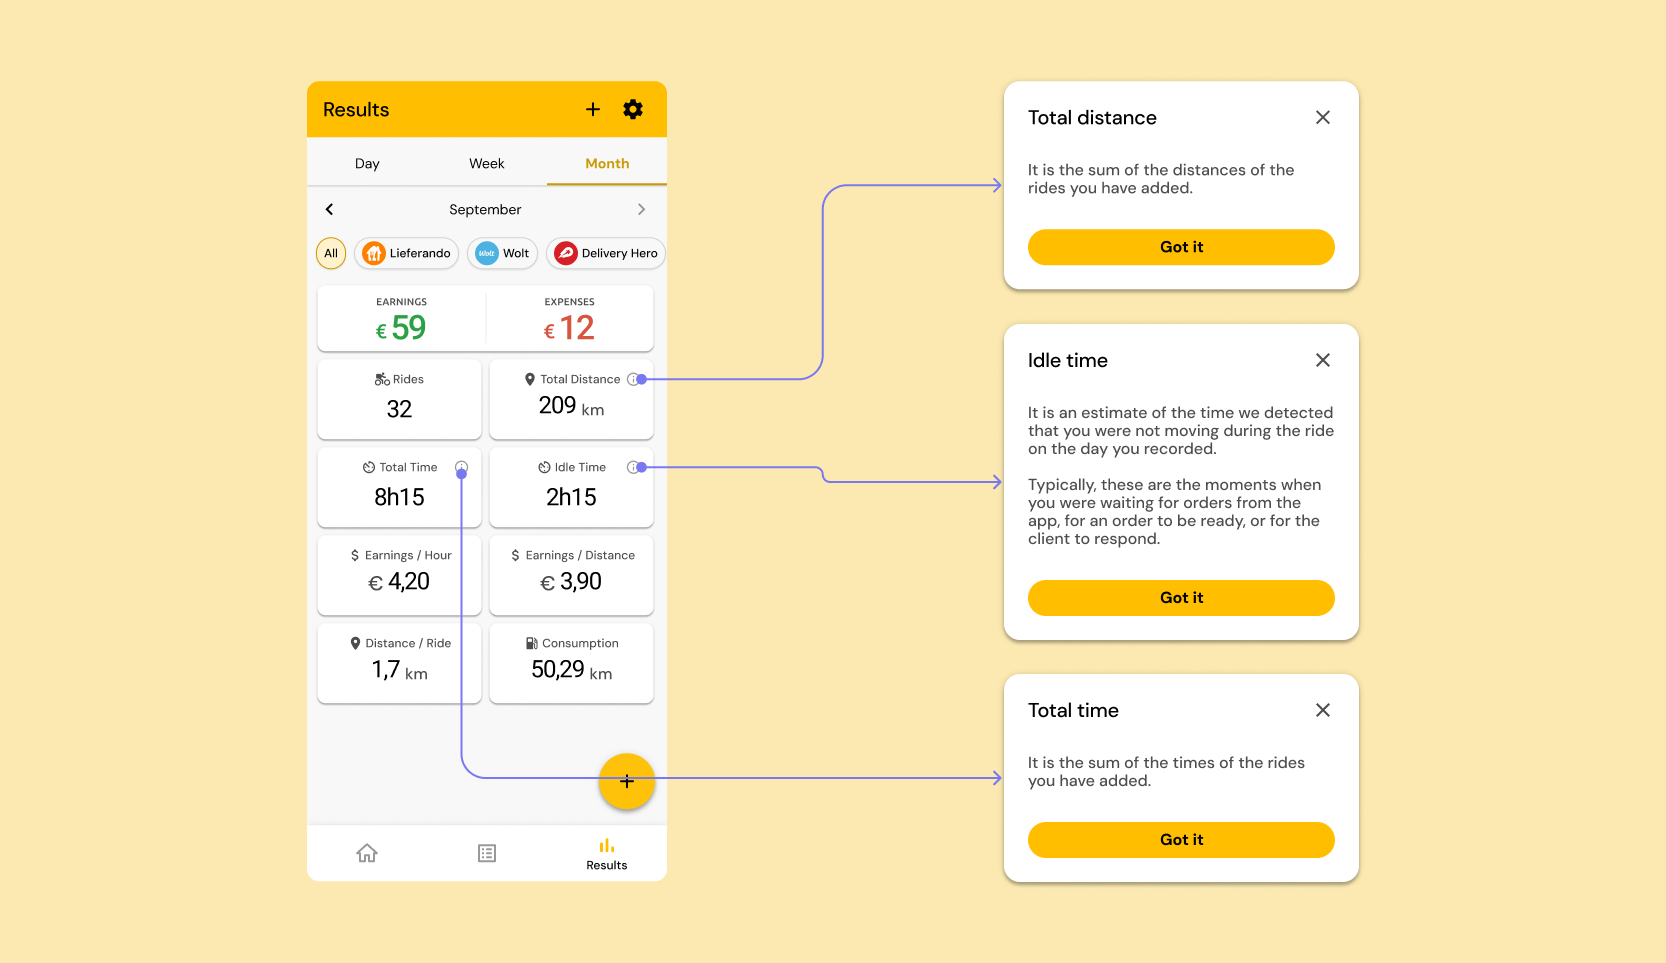 Results
Day
Week
Month
September
All
Lieferando
Wolt
Wolt
Delivery Hero
EARNINGS
€ 59
EXPENSES
€ 12
Rides
32
Total Distance
209 km
Total Time
8h15
Idle Time
2h15
$ Earnings / Hour
€ 4,20
$ Earnings / Distance
€ 3,90
Distance / Ride
1,7 km
Consumption
50,29 km
Results
Total distance
It is the sum of the distances of the
rides you have added.
Got it
Idle time
It is an estimate of the time we detected
that you were not moving during the ride
on the day you recorded.
Typically, these are the moments when
you were waiting for orders from the
app, for an order to be ready, or for the
client to respond.
Got it
Total time
It is the sum of the times of the rides
you have added.
Got it